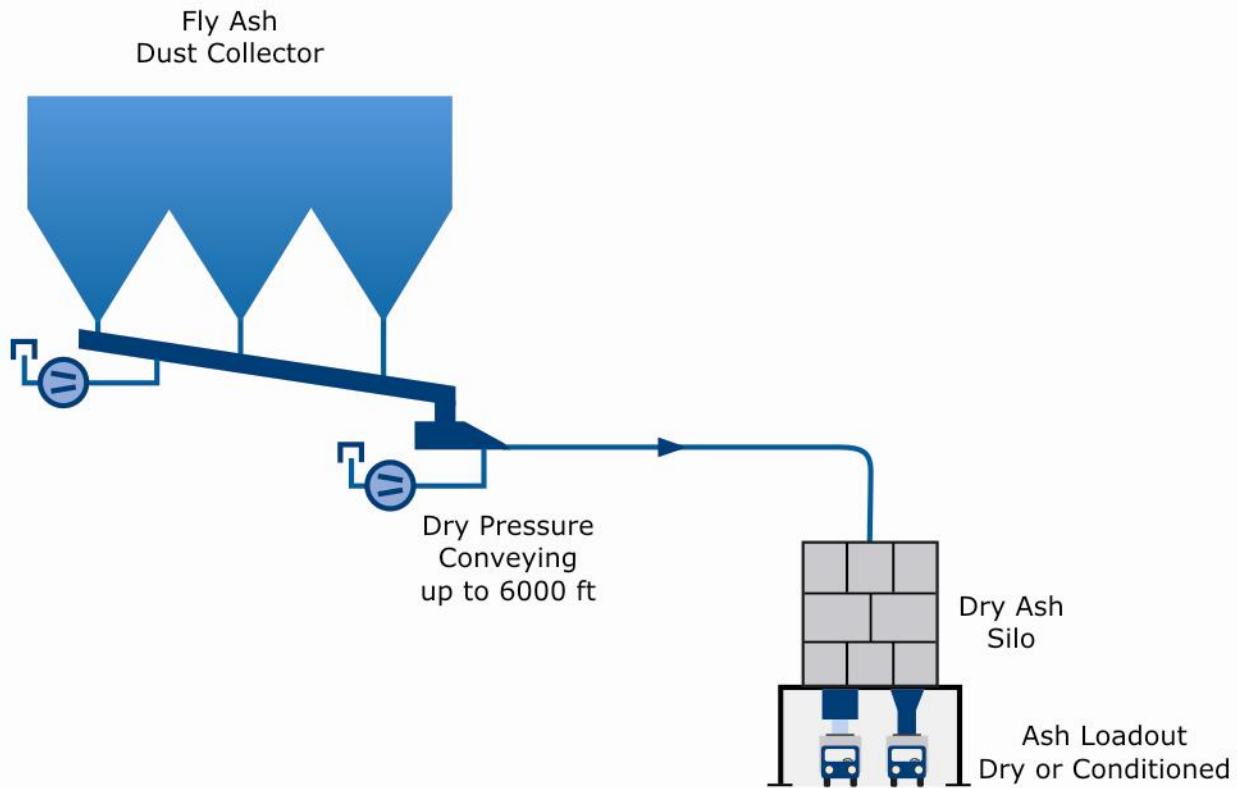 Fly Ash
Dust Collector
Dry Pressure
Conveying
up to 6000 ft
Dry Ash
Silo
Ash Loadout
Dry or Conditioned